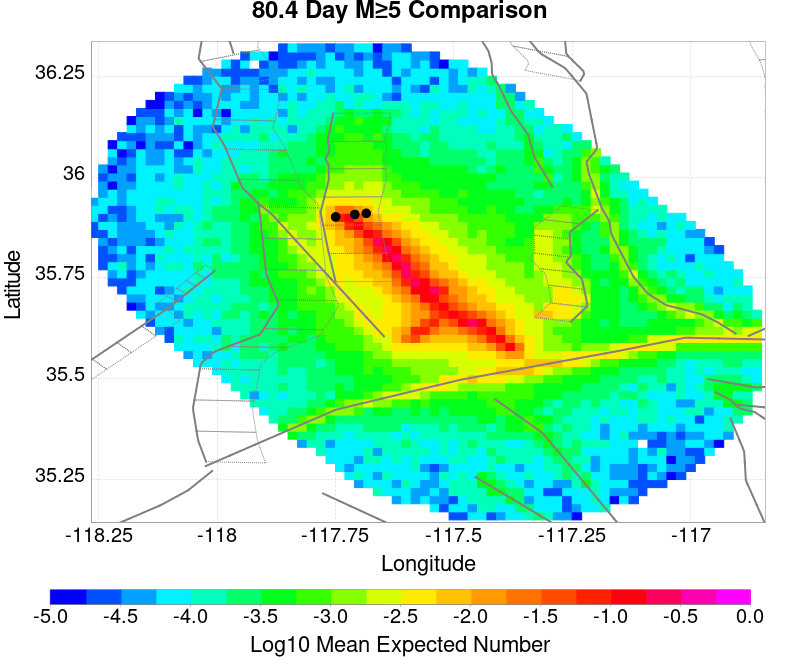 80.4 Day M≥5 Comparison
36.25
36
35.75
35.5
35.25
Latitude
-118.25 -118 -117.75 -117.5 -117.25 -117
Longitude
-5.0 -4.5 -4.0 -3.5 -3.0 -2.5 -2.0 -1.5 -1.0 -0.5 0.0
Log10 Mean Expected Number